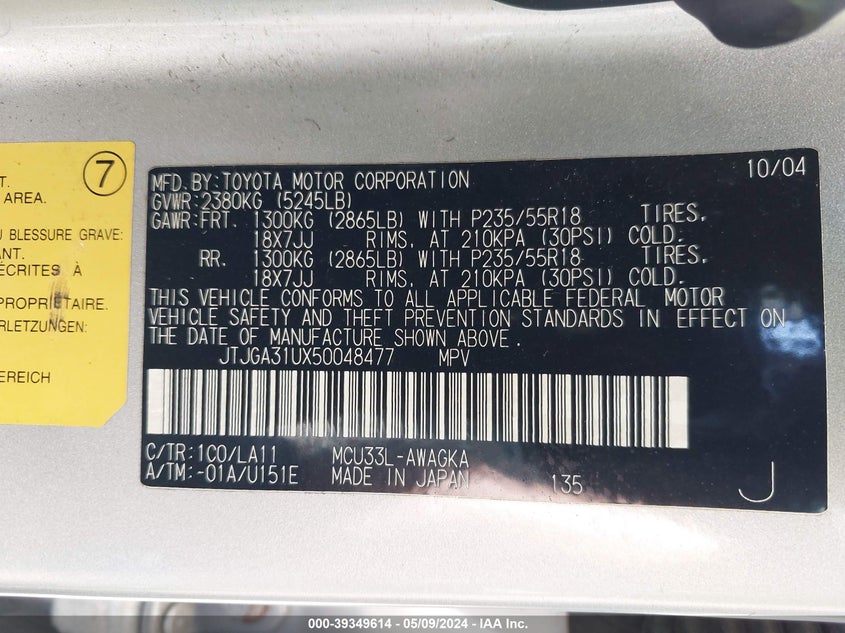 7
T.
AREA.
U BLESSURE GRAVE:
ANT.
ÉCRITES À
PROPRIÉTAIRE.
RLETZUNGEN:
EREICH
MFD. BY: TOYOTA MOTOR CORPORATION 10/04
GVWR: 2380KG (5245LB)
GAWR: FRT. 1300KG (2865LB) WITH P235/55R18 TIRES,
18X7JJ RIMS, AT 210KPA (30PSI) COLD.
RR. 1300KG (2865LB) WITH P235/55R18 TIRES,
18X7JJ RIMS, AT 210KPA (30PSI) COLD.
THIS VEHICLE CONFORMS TO ALL APPLICABLE FEDERAL MOTOR
VEHICLE SAFETY AND THEFT PREVENTION STANDARDS IN EFFECT ON
THE DATE OF MANUFACTURE SHOWN ABOVE.
JTJGA31UX50048477 MPV
C/TR: 1C0/LA11 MCU33L-AWAGKA
A/TM: -01A/U151E MADE IN JAPAN 135 J
000-39349614 - 05/09/2024 - IAA Inc.